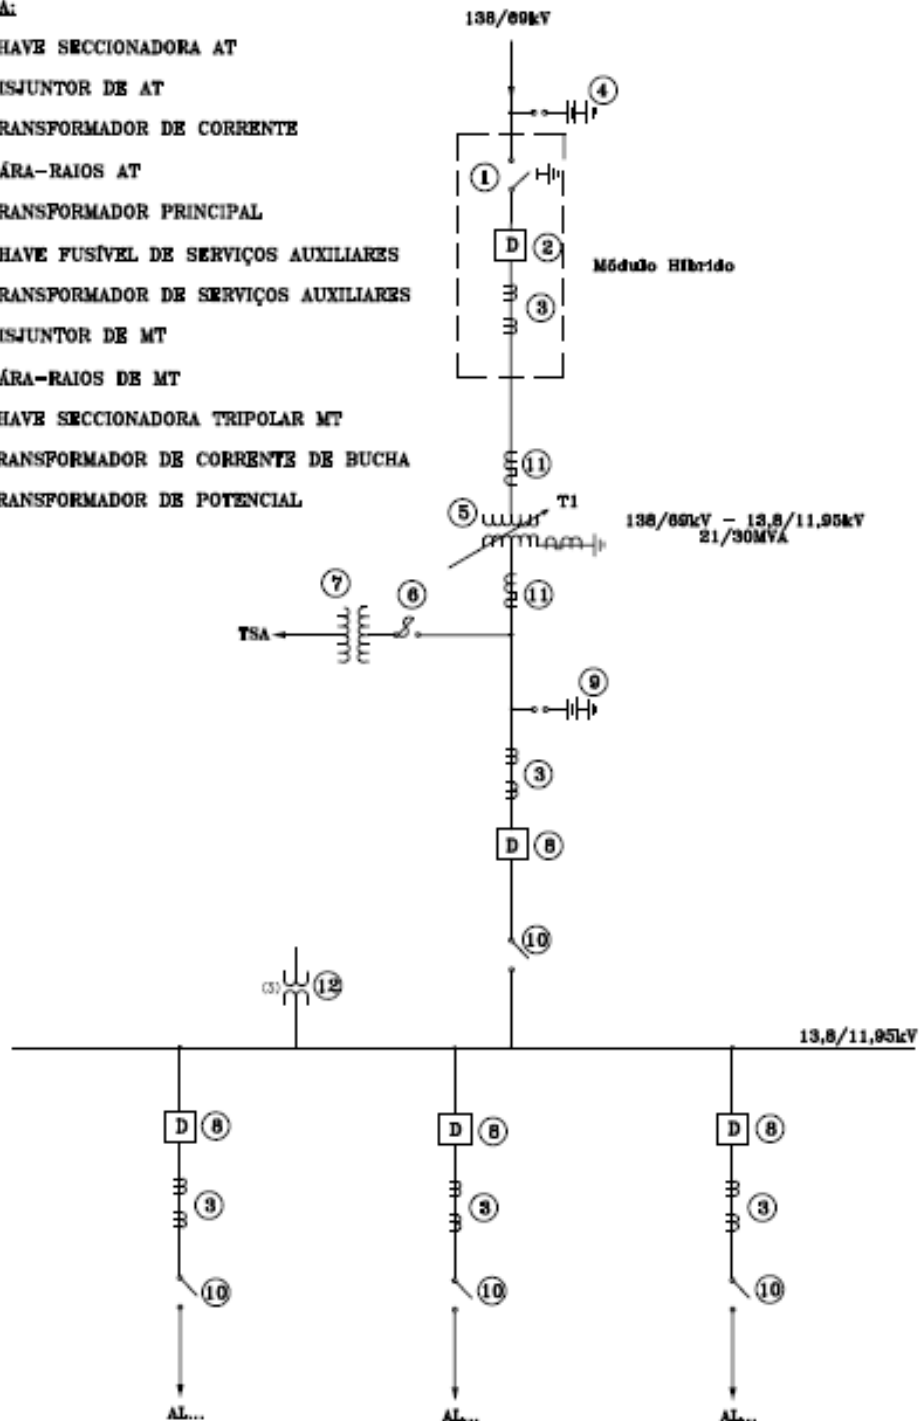 A:
HAVE SECCIONADORA AT
ISJUNTOR DE AT
RANSFORMADOR DE CORRENTE
ÁRA-RAIOS AT
RANSFORMADOR PRINCIPAL
HAVE FUSÍVEL DE SERVIÇOS AUXILIARES
RANSFORMADOR DE SERVIÇOS AUXILIARES
ISJUNTOR DE MT
ÁRA-RAIOS DE MT
HAVE SECCIONADORA TRIPOLAR MT
RANSFORMADOR DE CORRENTE DE BUCHA
RANSFORMADOR DE POTENCIAL
138/69kV
4
1
D 2
Módulo Híbrido
3
11
5 T1
138/69kV - 13,8/11,95kV
21/30MVA
7 6 11
TSA
9
3
D 8
10
(3) 12
13,8/11,95kV
D 8 D 8 D 8
3 3 3
10 10 10
AL... AL... AL...